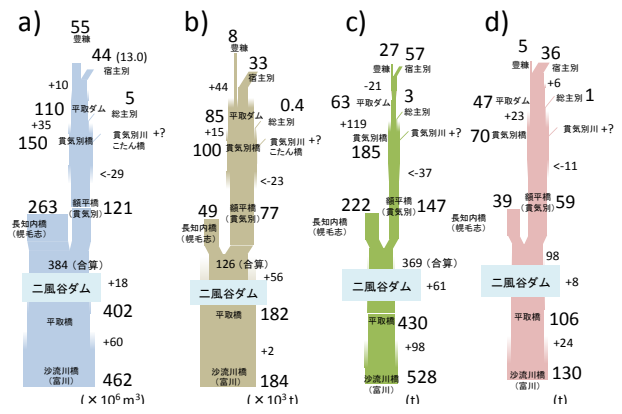 a)
55
豊糠
44 (13.0)
宿主別
+10
110
平取ダム
5
総主別
+35
150
貫気別橋
貫気別川
こたん橋
+?
<-29
額平橋
(貫気別)
121
263
長知内橋
(幌毛志)
384 (合算)
+18
二風谷ダム
402
平取橋
+60
沙流川橋
(富川)
462
(×10⁶ m³)
b)
8
豊糠
33
宿主別
+44
85
平取ダム
0.4
総主別
+15
100
貫気別橋
貫気別川
こたん橋
+?
<-23
額平橋
(貫気別)
77
49
長知内橋
(幌毛志)
126 (合算)
+56
二風谷ダム
182
平取橋
+2
沙流川橋
(富川)
184
(×10³ t)
c)
27
豊糠
57
宿主別
-21
63
平取ダム
3
総主別
+119
貫気別橋
185
貫気別川
+?
<-37
額平橋
(貫気別)
147
222
長知内橋
(幌毛志)
369 (合算)
+61
二風谷ダム
430
平取橋
+98
沙流川橋
(富川)
528
(t)
d)
5
豊糠
36
宿主別
+6
47
平取ダム
1
総主別
+23
70
貫気別橋
貫気別川
こたん橋
+?
<-11
額平橋
(貫気別)
59
39
長知内橋
(幌毛志)
98
+8
二風谷ダム
106
平取橋
+24
沙流川橋
(富川)
130
(t)